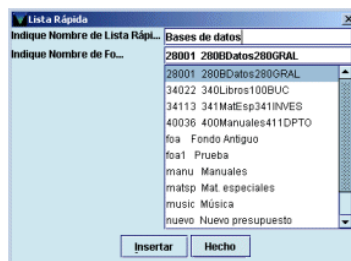 Lista Rápida
Indique Nombre de Lista Rápi... Bases de datos
Indique Nombre de Fo... 28001 280BDatos280GRAL
28001 280BDatos280GRAL
34022 340Libros100BUC
34113 341MatEsp341INVES
40036 400Manuales411DPTO
foa Fondo Antiguo
foa1 Prueba
manu Manuales
matsp Mat. especiales
music Música
nuevo Nuevo presupuesto
Insertar Hecho